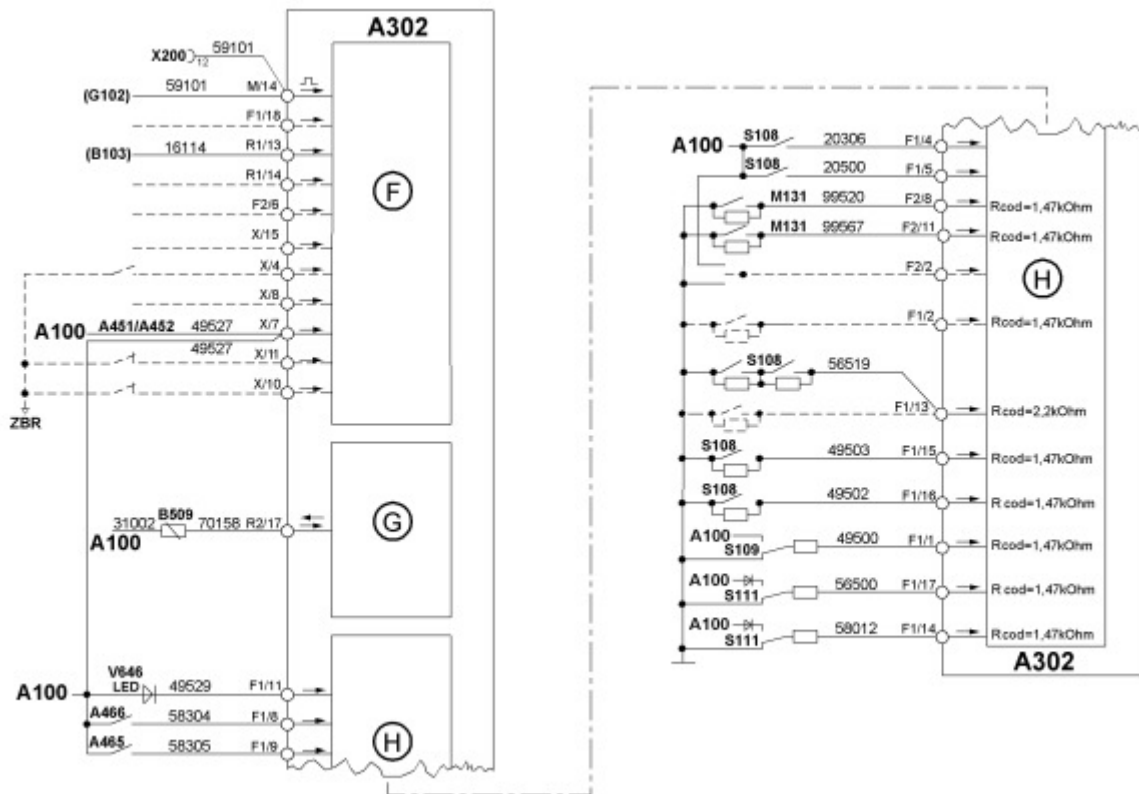 A302
X200 12 59101
(G102) 59101 M/14
F1/18
(B103) 16114 R1/13
R1/14
F
F2/6
X/15
X/4
X/8
A100 A451/A452 49527 X/7
49527 X/11
X/10
ZBR
31002 B509 70158 R2/17
A100
G
V646
A100 LED 49529 F1/11
A466 58304 F1/8
A465 58305 F1/9
H
A100 S108 20306 F1/4
S108 20500 F1/5
M131 99520 F2/8 Rcod=1,47kOhm
M131 99567 F2/11 Rcod=1,47kOhm
F2/2
H
F1/2 Rcod=1,47kOhm
S108 56519
F1/13 Rcod=2,2kOhm
S108 49503 F1/15 Rcod=1,47kOhm
S108 49502 F1/16 Rcod=1,47kOhm
A100
S109 49500 F1/1 Rcod=1,47kOhm
A100
S111 56500 F1/17 Rcod=1,47kOhm
A100
S111 58012 F1/14 Rcod=1,47kOhm
A302